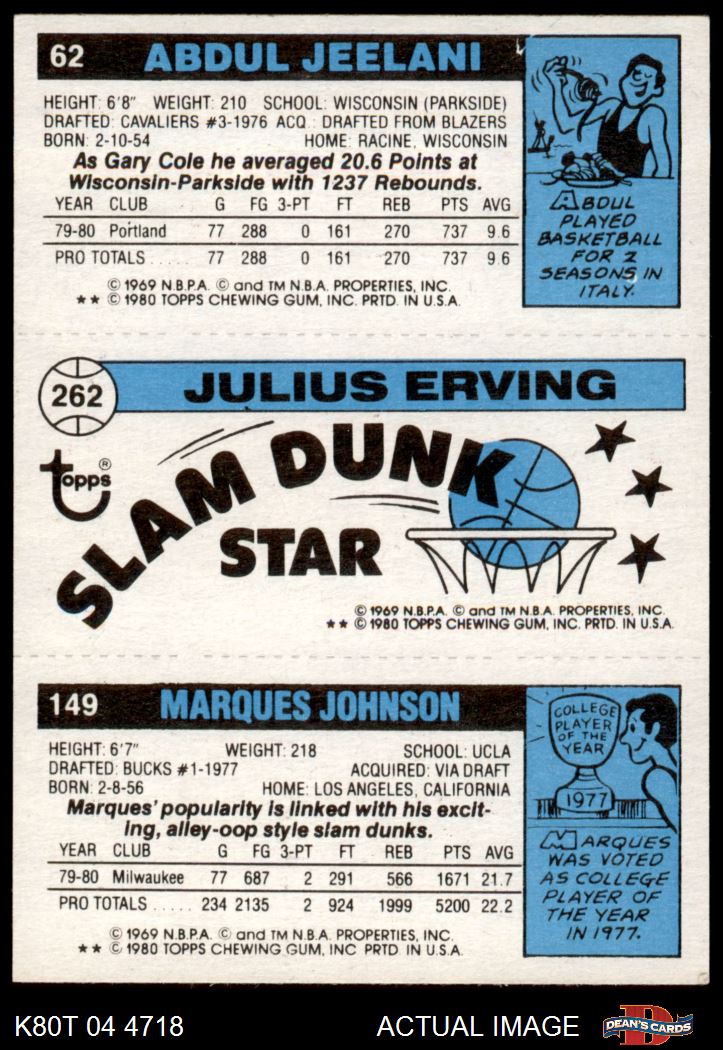 62 ABDUL JEELANI
HEIGHT: 6'8" WEIGHT: 210 SCHOOL: WISCONSIN (PARKSIDE)
DRAFTED: CAVALIERS #3-1976 ACQ.: DRAFTED FROM BLAZERS
BORN: 2-10-54 HOME: RACINE, WISCONSIN
As Gary Cole he averaged 20.6 Points at
Wisconsin-Parkside with 1237 Rebounds.
YEAR CLUB G FG 3-PT FT REB PTS AVG
79-80 Portland 77 288 0 161 270 737 9.6
PRO TOTALS ..... 77 288 0 161 270 737 9.6
© 1969 N.B.P.A. © and TM N.B.A. PROPERTIES, INC.
★★ © 1980 TOPPS CHEWING GUM, INC. PRTD. IN U.S.A.
ABDUL
PLAYED
BASKETBALL
FOR 2
SEASONS IN
ITALY.
262 JULIUS ERVING
Topps®
SLAM DUNK
STAR
© 1969 N.B.P.A. © and TM N.B.A. PROPERTIES, INC.
★★ © 1980 TOPPS CHEWING GUM, INC. PRTD. IN U.S.A.
149 MARQUES JOHNSON
HEIGHT: 6'7" WEIGHT: 218 SCHOOL: UCLA
DRAFTED: BUCKS #1-1977 ACQUIRED: VIA DRAFT
BORN: 2-8-56 HOME: LOS ANGELES, CALIFORNIA
Marques' popularity is linked with his excit-
ing, alley-oop style slam dunks.
YEAR CLUB G FG 3-PT FT REB PTS AVG
79-80 Milwaukee 77 687 2 291 566 1671 21.7
PRO TOTALS ..... 234 2135 2 924 1999 5200 22.2
© 1969 N.B.P.A. © and TM N.B.A. PROPERTIES, INC.
★★ © 1980 TOPPS CHEWING GUM, INC. PRTD. IN U.S.A.
COLLEGE
PLAYER
OF THE
YEAR
1977
MARQUES
WAS VOTED
AS COLLEGE
PLAYER OF
THE YEAR
IN 1977.
K80T 04 4718 ACTUAL IMAGE D DEAN'S CARDS